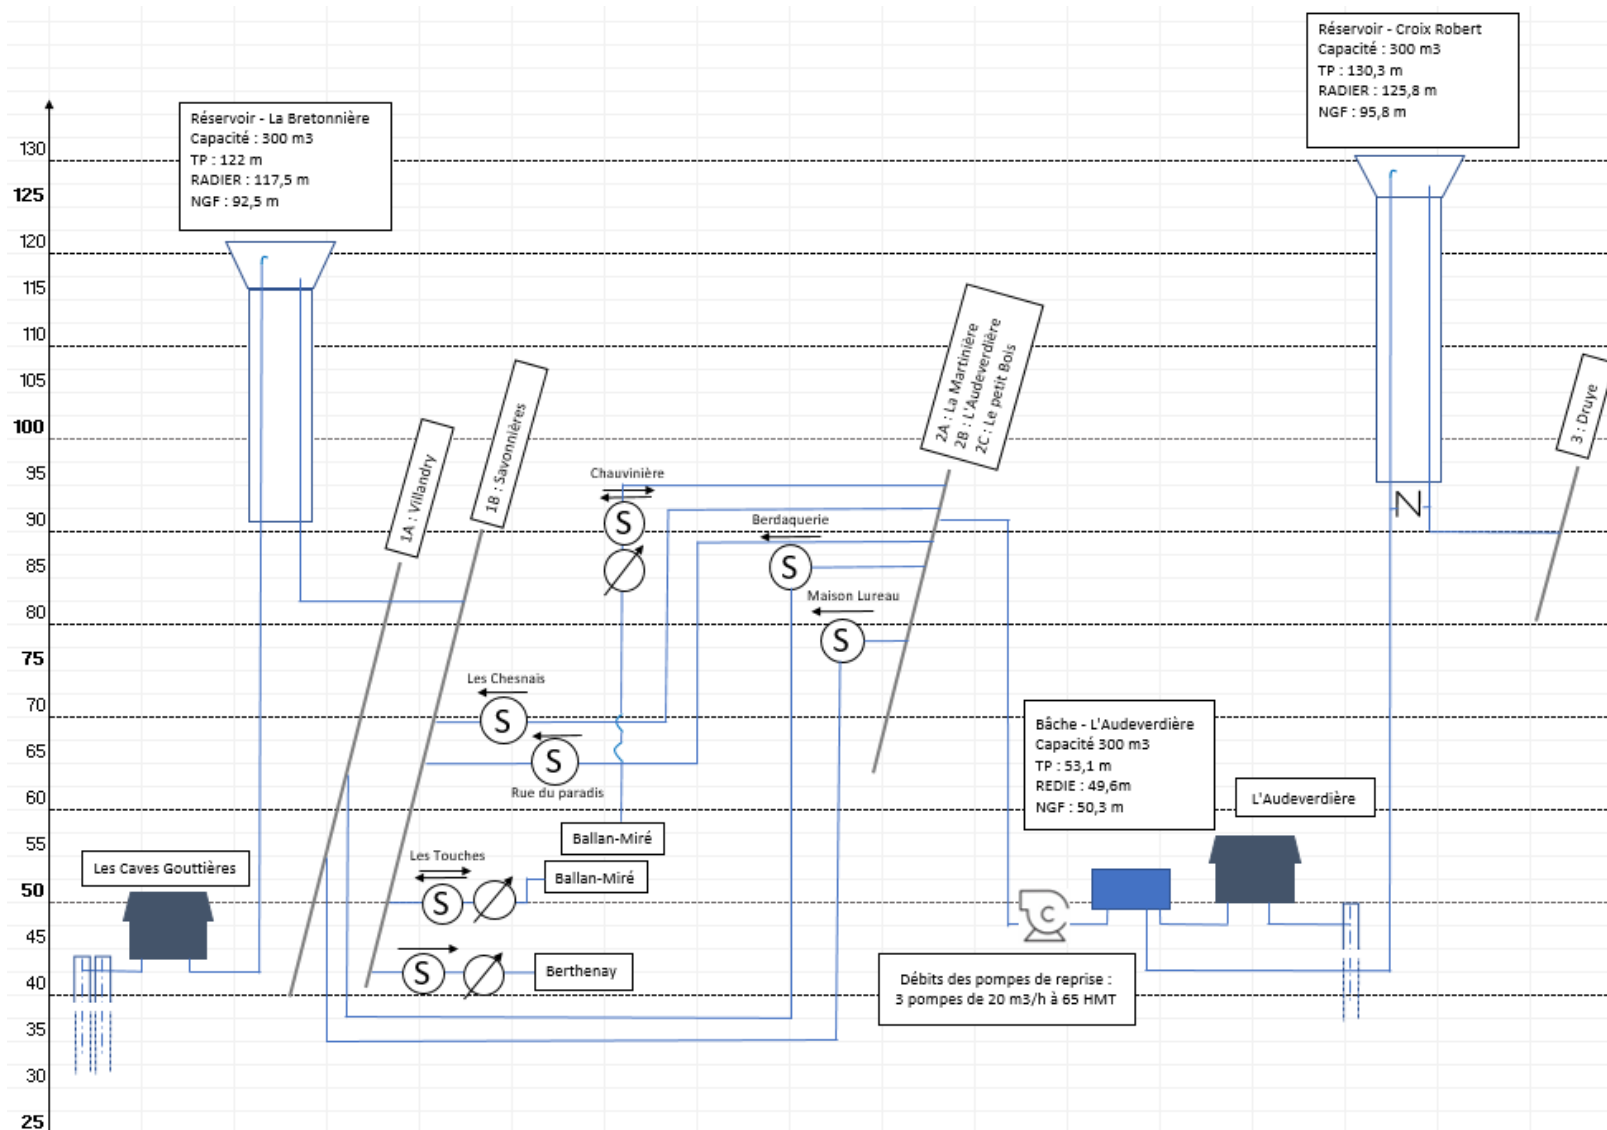 Réservoir - Croix Robert
Capacité : 300 m3
TP : 130,3 m
RADIER : 125,8 m
NGF : 95,8 m
Réservoir - La Bretonnière
Capacité : 300 m3
TP : 122 m
RADIER : 117,5 m
NGF : 92,5 m
130
125
120
115
110
105
100
95
90
85
80
75
70
65
60
55
50
45
40
35
30
25
1A : Villandry
1B : Savonnières
2A : La Martinière
2B : L'Audeverdière
2C : Le petit Bois
3 : Druye
Chauvinière
S
Berdaquerie
S
Maison Lureau
S
N
Les Chesnais
S
S
Rue du paradis
Ballan-Miré
Les Touches
S
Ballan-Miré
S
Berthenay
Les Caves Gouttières
Bâche - L'Audeverdière
Capacité 300 m3
TP : 53,1 m
REDIE : 49,6m
NGF : 50,3 m
L'Audeverdière
C
Débits des pompes de reprise :
3 pompes de 20 m3/h à 65 HMT